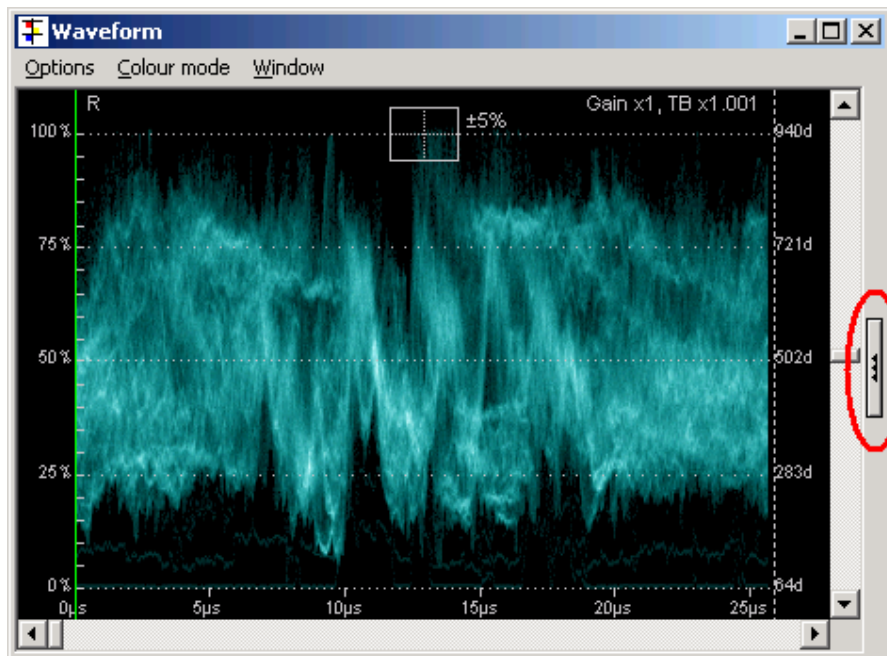 Waveform
Options Colour mode Window
R Gain x1, TB x1.001
100% ±5% 940d
75% 721d
50% 502d
25% 283d
0% 64d
0µs 5µs 10µs 15µs 20µs 25µs